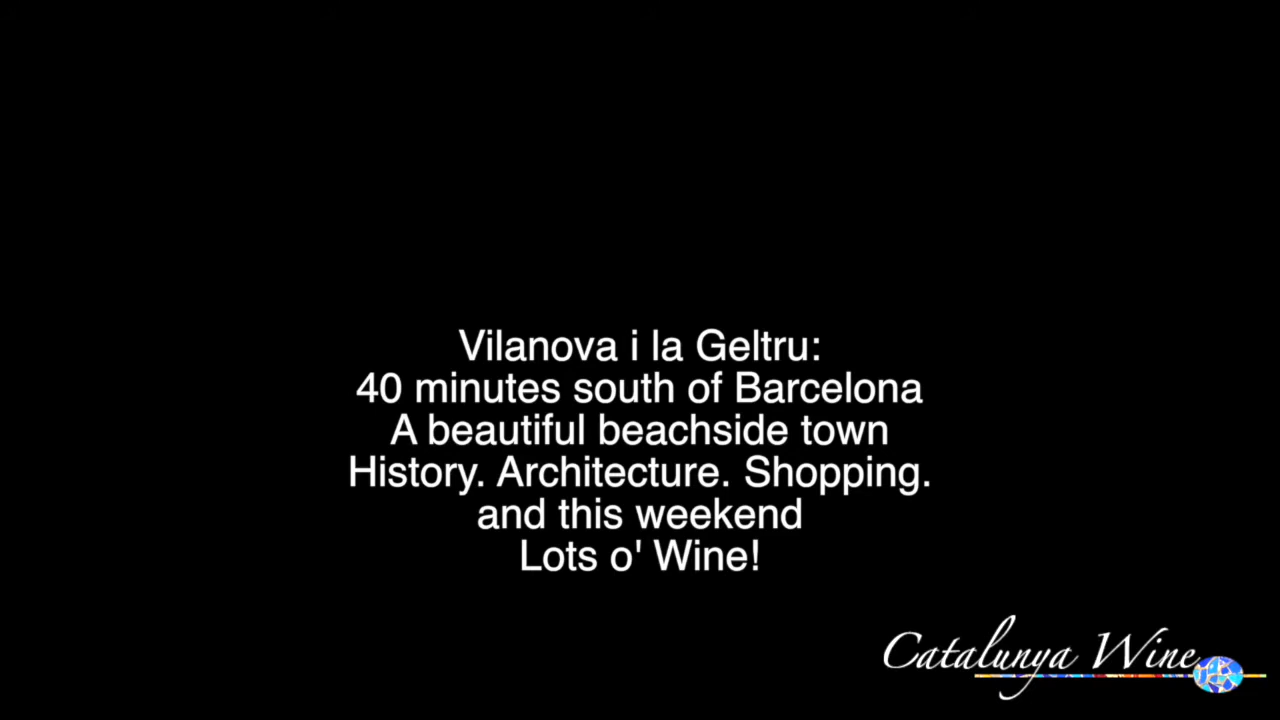 Vilanova i la Geltru:
40 minutes south of Barcelona
A beautiful beachside town
History. Architecture. Shopping.
and this weekend
Lots o' Wine!
Catalunya Wine